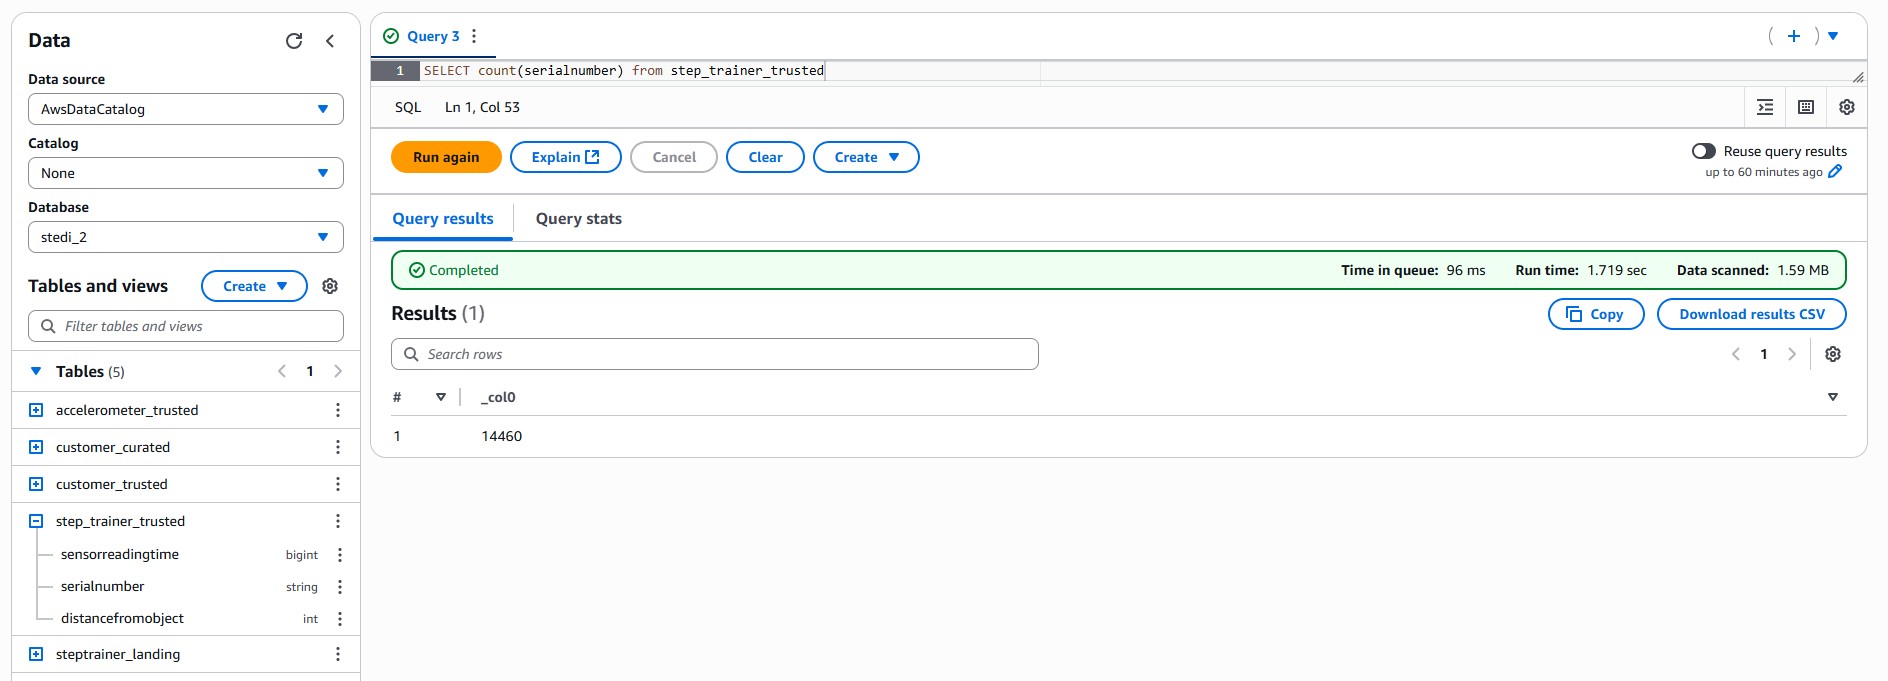 Data
Data source
AwsDataCatalog
Catalog
None
Database
stedi_2
Tables and views
Create
Filter tables and views
Tables (5)
1
accelerometer_trusted
customer_curated
customer_trusted
step_trainer_trusted
sensorreadingtime bigint
serialnumber string
distancefromobject int
steptrainer_landing
Query 3
1 SELECT count(serialnumber) from step_trainer_trusted
SQL Ln 1, Col 53
Run again Explain Cancel Clear Create
Reuse query results
up to 60 minutes ago
Query results Query stats
Completed Time in queue: 96 ms Run time: 1.719 sec Data scanned: 1.59 MB
Results (1) Copy Download results CSV
Search rows 1
# _col0
1 14460